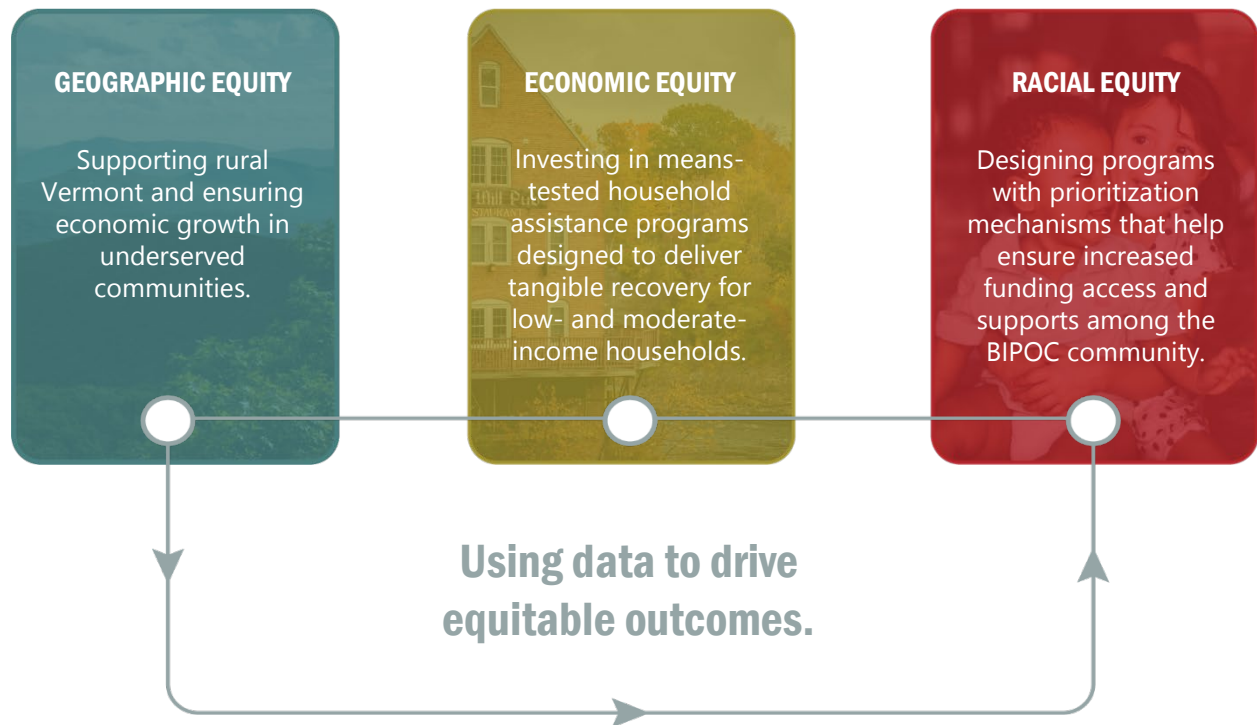 GEOGRAPHIC EQUITY
Supporting rural
Vermont and ensuring
economic growth in
underserved
communities.
ECONOMIC EQUITY
Investing in means-
tested household
assistance programs
designed to deliver
tangible recovery for
low- and moderate-
income households.
RACIAL EQUITY
Designing programs
with prioritization
mechanisms that help
ensure increased
funding access and
supports among the
BIPOC community.
Using data to drive
equitable outcomes.